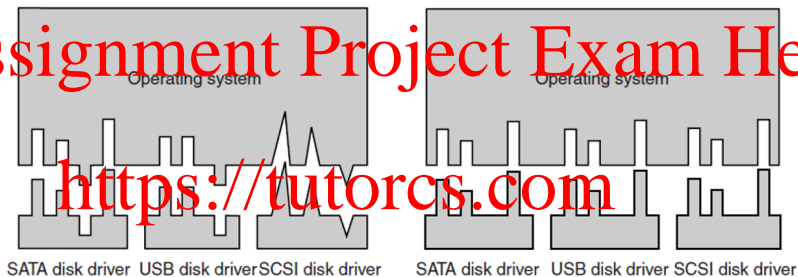 ssignment Project Exam He
Operating system
Operating system
https://tutorcs.com
SATA disk driver USB disk driver SCSI disk driver
SATA disk driver USB disk driver SCSI disk driver